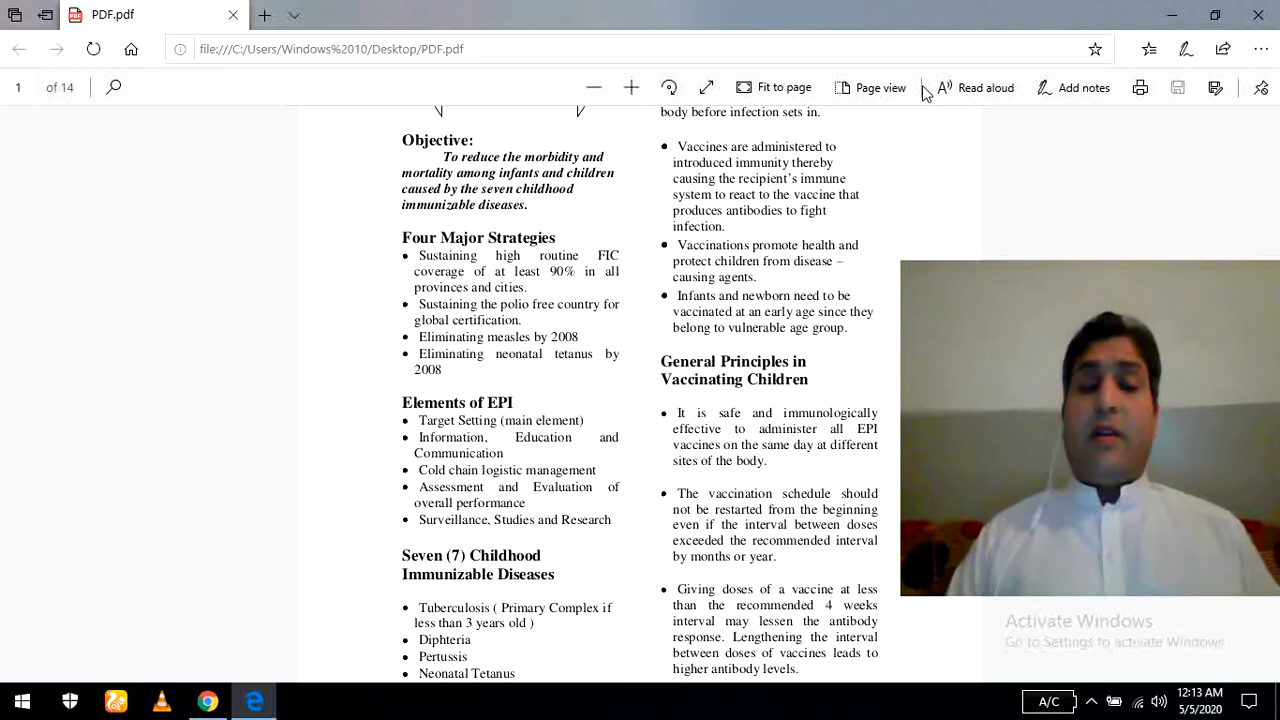 PDF.pdf
file:///C:/Users/Windows%2010/Desktop/PDF.pdf
1 of 14
Fit to page
Page view
Read aloud
Add notes
Objective:
To reduce the morbidity and
mortality among infants and children
caused by the seven childhood
immunizable diseases.
Four Major Strategies
• Sustaining high routine FIC
coverage of at least 90% in all
provinces and cities.
• Sustaining the polio free country for
global certification.
• Eliminating measles by 2008
• Eliminating neonatal tetanus by
2008
Elements of EPI
• Target Setting (main element)
• Information, Education and
Communication
• Cold chain logistic management
• Assessment and Evaluation of
overall performance
• Surveillance, Studies and Research
Seven (7) Childhood
Immunizable Diseases
• Tuberculosis ( Primary Complex if
less than 3 years old )
• Diphteria
• Pertussis
• Neonatal Tetanus
body before infection sets in.
• Vaccines are administered to
introduced immunity thereby
causing the recipient’s immune
system to react to the vaccine that
produces antibodies to fight
infection.
• Vaccinations promote health and
protect children from disease –
causing agents.
• Infants and newborn need to be
vaccinated at an early age since they
belong to vulnerable age group.
General Principles in
Vaccinating Children
• It is safe and immunologically
effective to administer all EPI
vaccines on the same day at different
sites of the body.
• The vaccination schedule should
not be restarted from the beginning
even if the interval between doses
exceeded the recommended interval
by months or year.
• Giving doses of a vaccine at less
than the recommended 4 weeks
interval may lessen the antibody
response. Lengthening the interval
between doses of vaccines leads to
higher antibody levels.
Activate Windows
Go to Settings to activate Windows
A/C
12:13 AM
5/5/2020